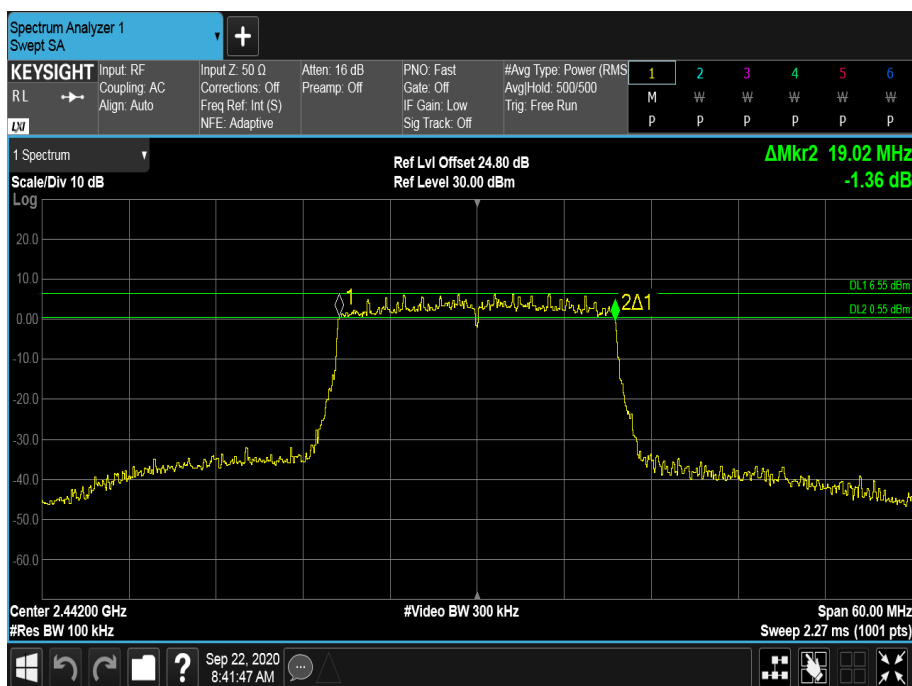 Spectrum Analyzer 1
Swept SA
+
KEYSIGHT Input: RF Input Z: 50 Ω Atten: 16 dB PNO: Fast #Avg Type: Power (RMS 1 2 3 4 5 6
RL Coupling: AC Corrections: Off Preamp: Off Gate: Off Avg|Hold: 500/500 M W W W W W
Align: Auto Freq Ref: Int (S) IF Gain: Low Trig: Free Run
LXI NFE: Adaptive Sig Track: Off P P P P P P
1 Spectrum Ref Lvl Offset 24.80 dB ΔMkr2 19.02 MHz
Scale/Div 10 dB Ref Level 30.00 dBm -1.36 dB
Log
20.0
10.0
DL1 6.55 dBm
1 2Δ1
DL2 0.55 dBm
0.00
-10.0
-20.0
-30.0
-40.0
-50.0
-60.0
Center 2.44200 GHz #Video BW 300 kHz Span 60.00 MHz
#Res BW 100 kHz Sweep 2.27 ms (1001 pts)
? Sep 22, 2020
8:41:47 AM